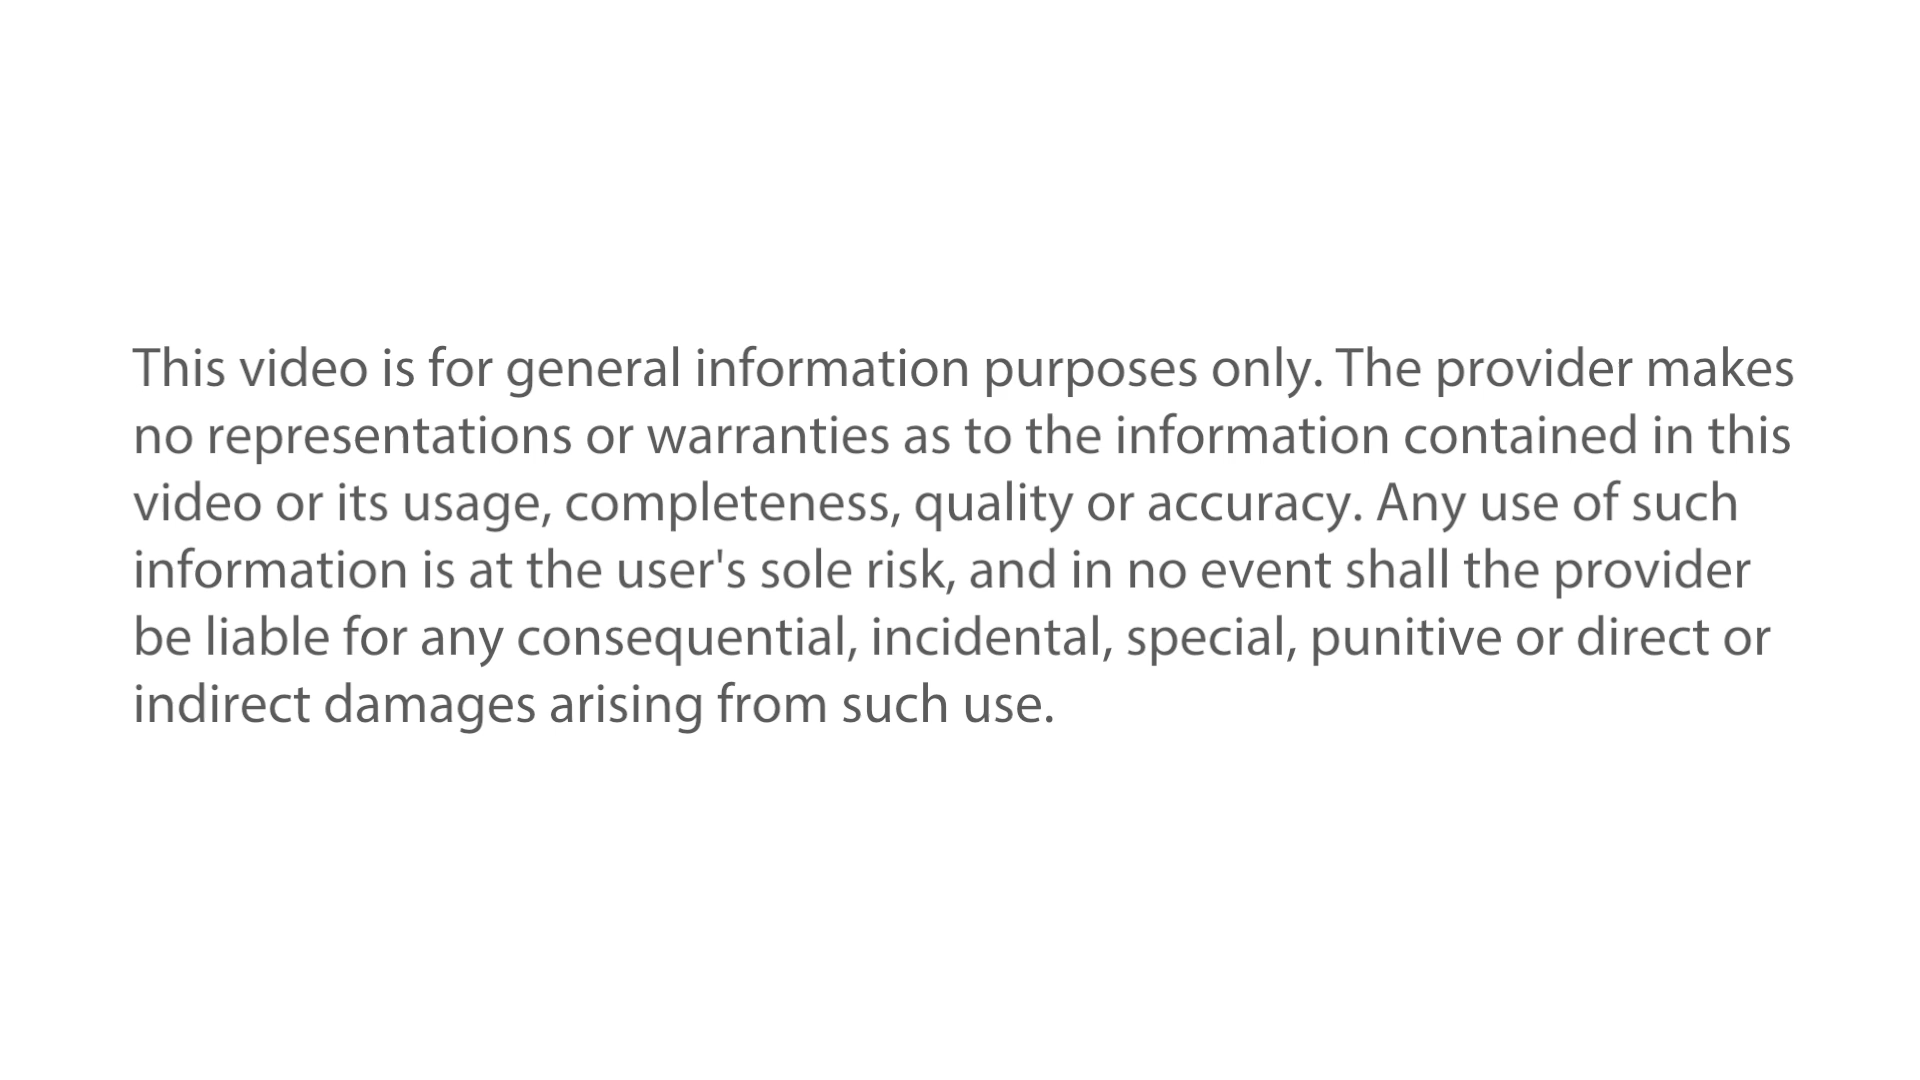 This video is for general information purposes only. The provider makes
no representations or warranties as to the information contained in this
video or its usage, completeness, quality or accuracy. Any use of such
information is at the user's sole risk, and in no event shall the provider
be liable for any consequential, incidental, special, punitive or direct or
indirect damages arising from such use.